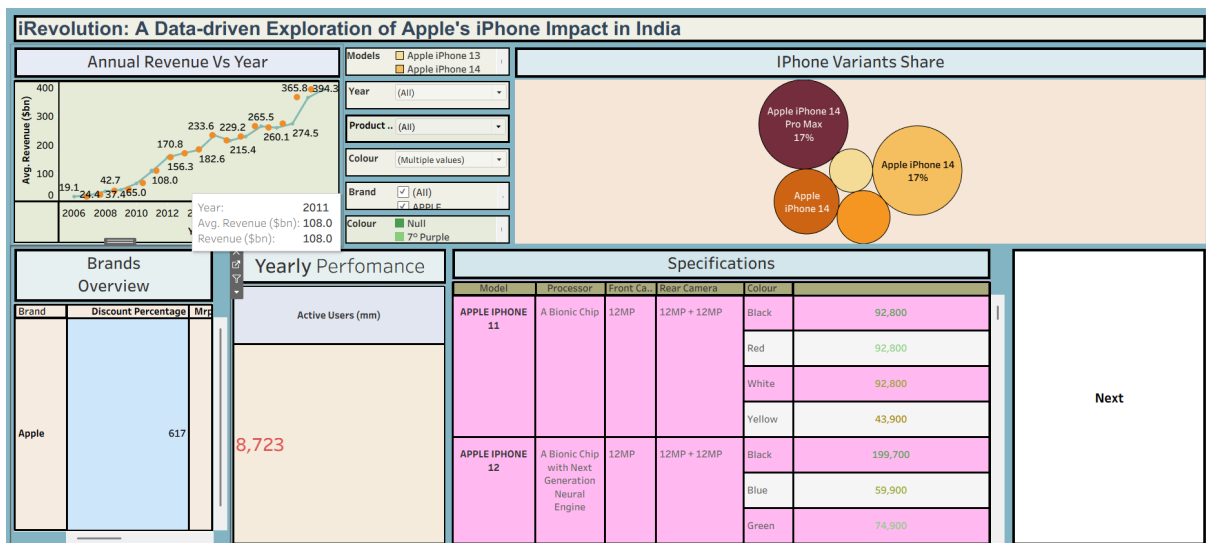 iRevolution: A Data-driven Exploration of Apple's iPhone Impact in India
Annual Revenue Vs Year
Avg. Revenue ($bn)
400
300
200
100
0
19.1
24.4
42.7
37.4
65.0
108.0
156.3
170.8
182.6
233.6
215.4
229.2
265.5
260.1
274.5
365.8
394.3
2006 2008 2010 2012 2
Year: 2011
Avg. Revenue ($bn): 108.0
Revenue ($bn): 108.0
Models
Apple iPhone 13
Apple iPhone 14
Year (All)
Product .. (All)
Colour (Multiple values)
Brand (All)
APPLE
Colour Null
7º Purple
IPhone Variants Share
Apple iPhone 14
Pro Max
17%
Apple iPhone 14
17%
Apple
iPhone 14
Brands
Overview
Brand Discount Percentage Mrp
Apple 617
Yearly Perfomance
Active Users (mm)
8,723
Specifications
Model Processor Front Ca.. Rear Camera Colour
APPLE IPHONE
11
A Bionic Chip 12MP 12MP + 12MP Black 92,800
Red 92,800
White 92,800
Yellow 43,900
APPLE IPHONE
12
A Bionic Chip
with Next
Generation
Neural
Engine
12MP 12MP + 12MP Black 199,700
Blue 59,900
Green 74,900
Next